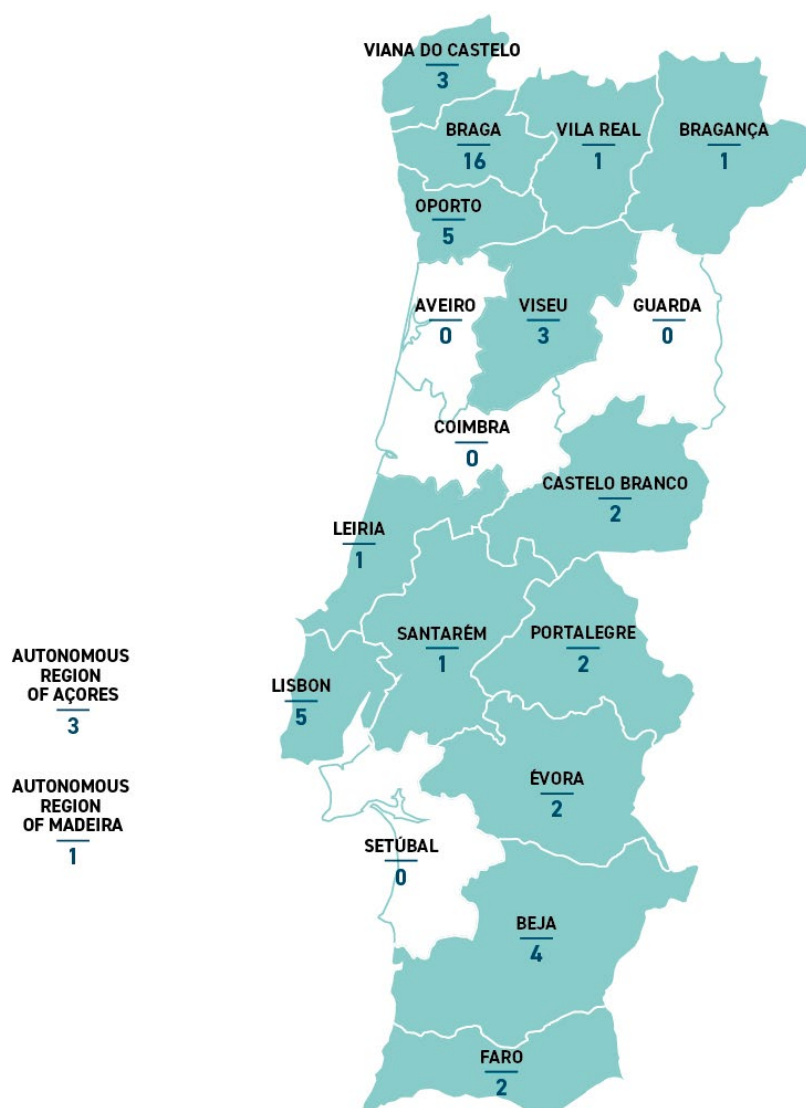 VIANA DO CASTELO
3
BRAGA
16
VILA REAL
1
BRAGANÇA
1
OPORTO
5
AVEIRO
0
VISEU
3
GUARDA
0
COIMBRA
0
CASTELO BRANCO
2
LEIRIA
1
SANTARÉM
1
PORTALEGRE
2
AUTONOMOUS
REGION
OF AÇORES
3
LISBON
5
ÉVORA
2
AUTONOMOUS
REGION
OF MADEIRA
1
SETÚBAL
0
BEJA
4
FARO
2